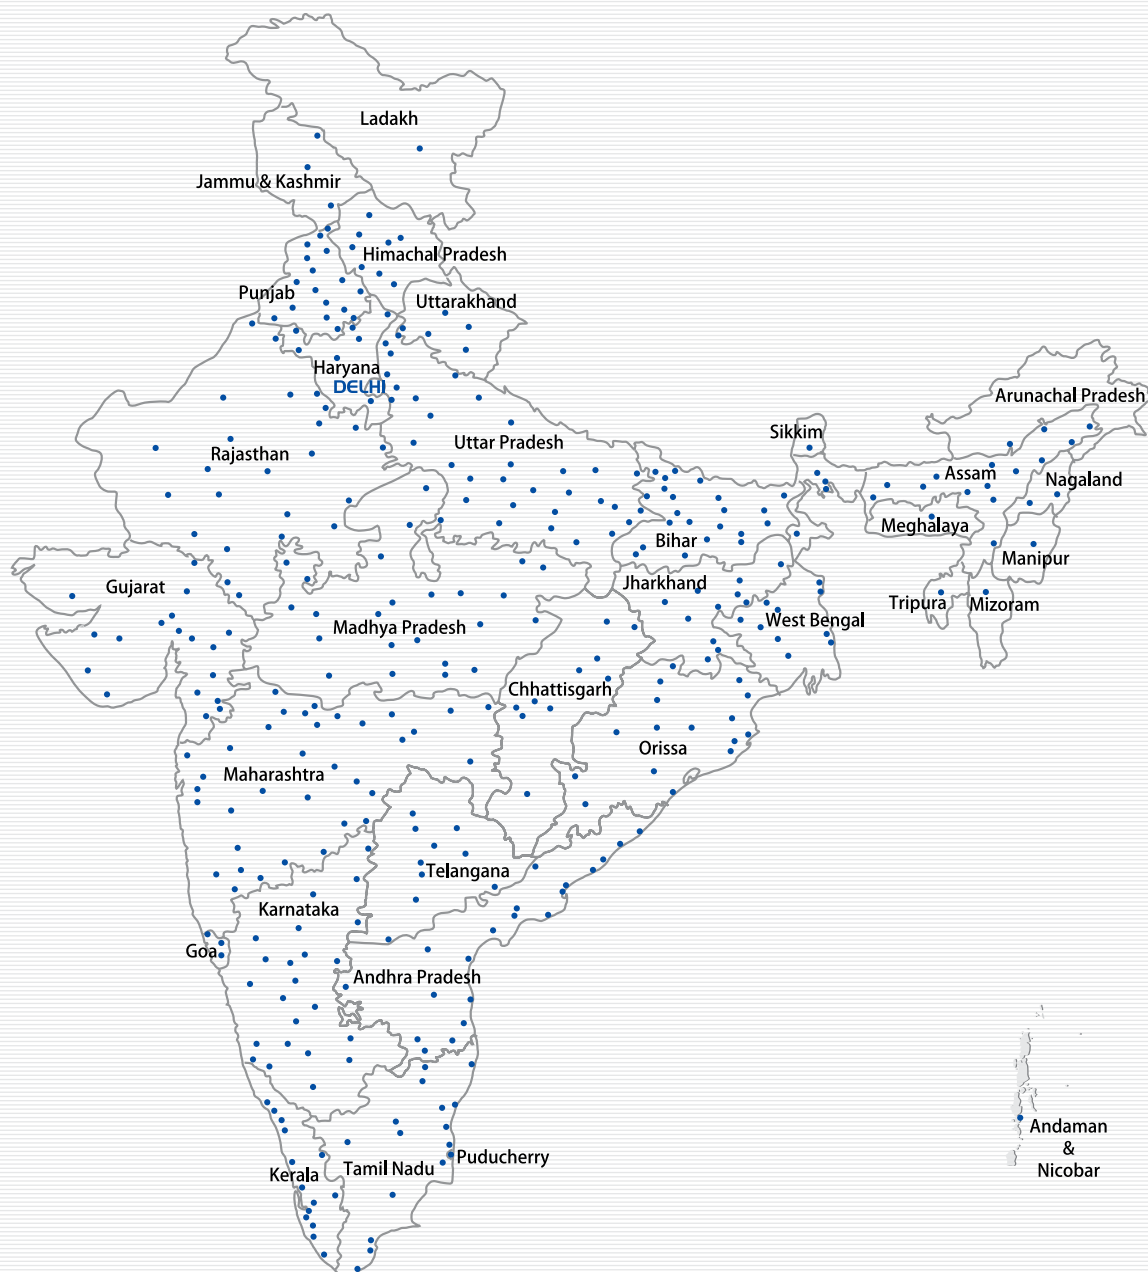 Ladakh
Jammu & Kashmir
Himachal Pradesh
Punjab
Uttarakhand
Haryana
DELHI
Arunachal Pradesh
Sikkim
Uttar Pradesh
Rajasthan
Assam
Nagaland
Meghalaya
Bihar
Manipur
Gujarat
Jharkhand
Tripura
Mizoram
West Bengal
Madhya Pradesh
Chhattisgarh
Orissa
Maharashtra
Telangana
Karnataka
Goa
Andhra Pradesh
Andaman
&
Nicobar
Puducherry
Tamil Nadu
Kerala